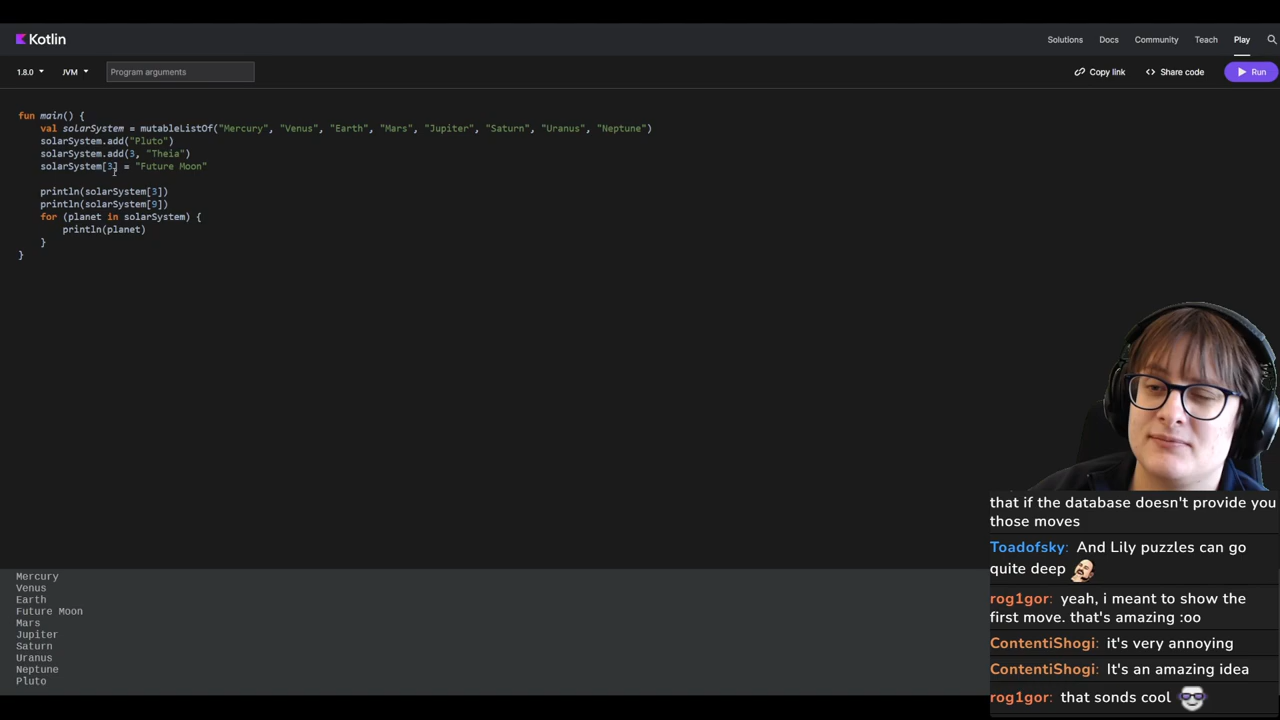 Kotlin
Solutions
Docs
Community
Teach
Play
1.8.0
JVM
Program arguments
Copy link
Share code
Run
fun main() {
val solarSystem = mutableListOf("Mercury", "Venus", "Earth", "Mars", "Jupiter", "Saturn", "Uranus", "Neptune")
solarSystem.add("Pluto")
solarSystem.add(3, "Theia")
solarSystem[3] = "Future Moon"
println(solarSystem[3])
println(solarSystem[9])
for (planet in solarSystem) {
println(planet)
}
}
Mercury
Venus
Earth
Future Moon
Mars
Jupiter
Saturn
Uranus
Neptune
Pluto
that if the database doesn't provide you
those moves
Toadofsky: And Lily puzzles can go
quite deep
rog1gor: yeah, i meant to show the
first move. that's amazing :oo
ContentiShogi: it's very annoying
ContentiShogi: It's an amazing idea
rog1gor: that sonds cool